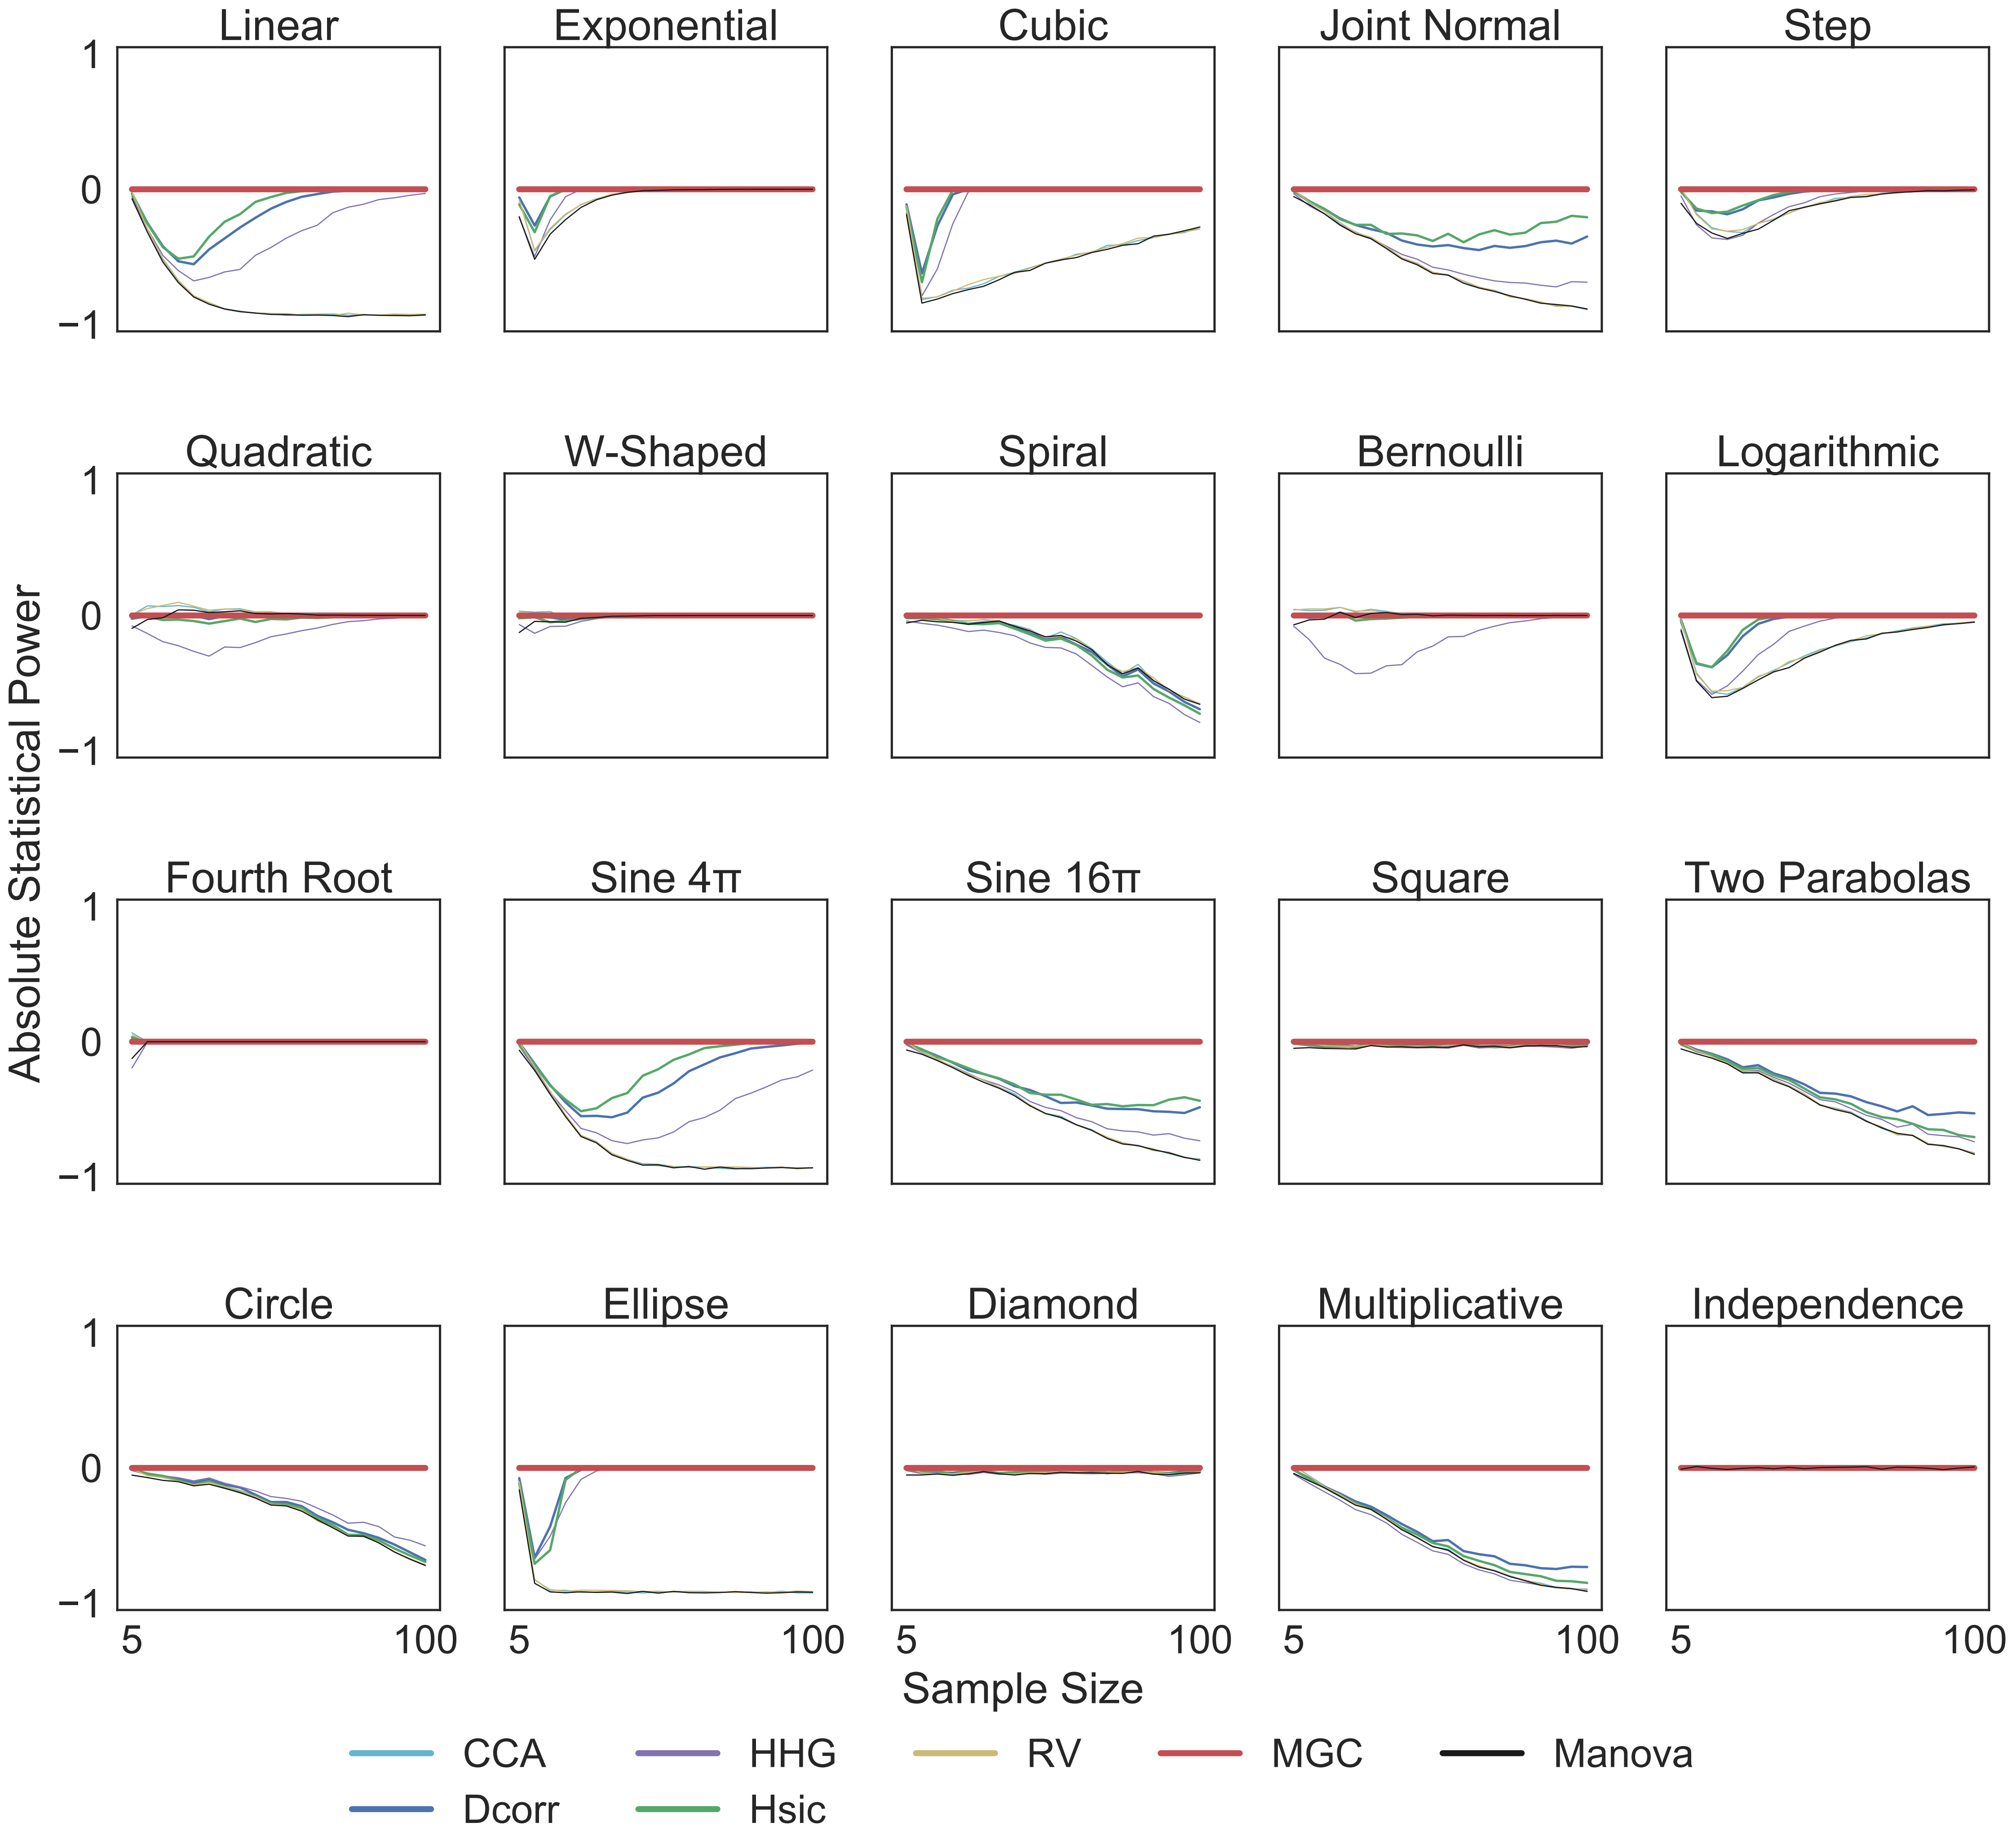 Linear Exponential Cubic Joint Normal Step
1
0
−1
Quadratic W-Shaped Spiral Bernoulli Logarithmic
1
0
−1
Absolute Statistical Power
Fourth Root Sine 4π Sine 16π Square Two Parabolas
1
0
−1
Circle Ellipse Diamond Multiplicative Independence
1
0
−1
5 100 5 100 5 100 5 100 5 100
Sample Size
CCA HHG RV MGC Manova
Dcorr Hsic